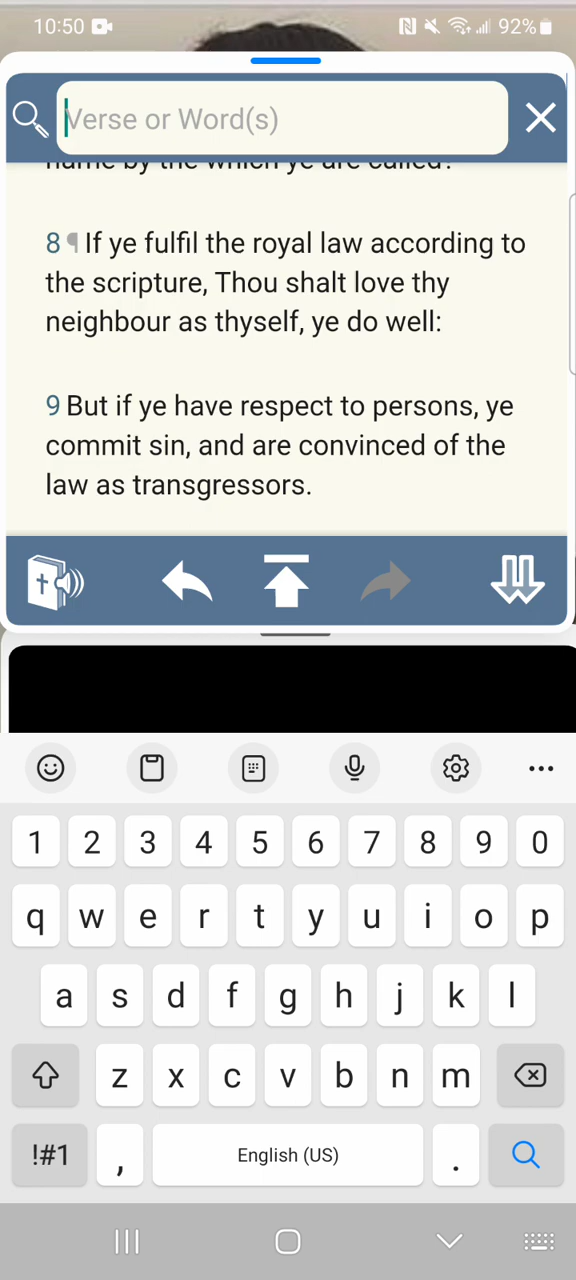 10:50 92%
Verse or Word(s)
name by the which ye are called?
8 ¶ If ye fulfil the royal law according to
the scripture, Thou shalt love thy
neighbour as thyself, ye do well:
9 But if ye have respect to persons, ye
commit sin, and are convinced of the
law as transgressors.
1 2 3 4 5 6 7 8 9 0
q w e r t y u i o p
a s d f g h j k l
z x c v b n m
!#1 , English (US) .